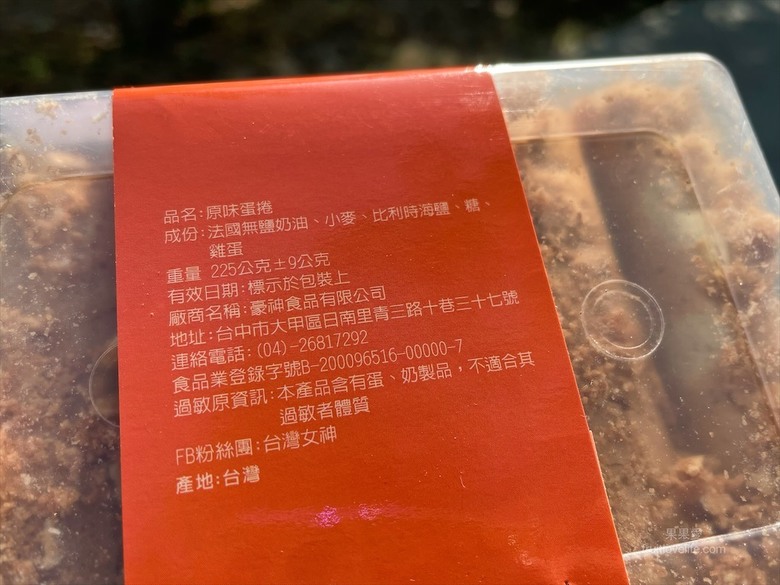 品名:原味蛋捲
成份:法國無鹽奶油、小麥、比利時海鹽、糖、
雞蛋
重量 225公克±9公克
有效日期:標示於包裝上
廠商名稱:豪神食品有限公司
地址:台中市大甲區日南里青三路十巷三十七號
連絡電話:(04)-26817292
食品業登錄字號B-200096516-00000-7
過敏原資訊:本產品含有蛋、奶製品,不適合其
過敏者體質
FB粉絲團:台灣女神
產地:台灣
fruitlovelife.com